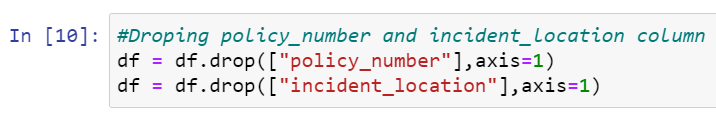 In [10]: #Droping policy_number and incident_location column
df = df.drop(["policy_number"],axis=1)
df = df.drop(["incident_location"],axis=1)